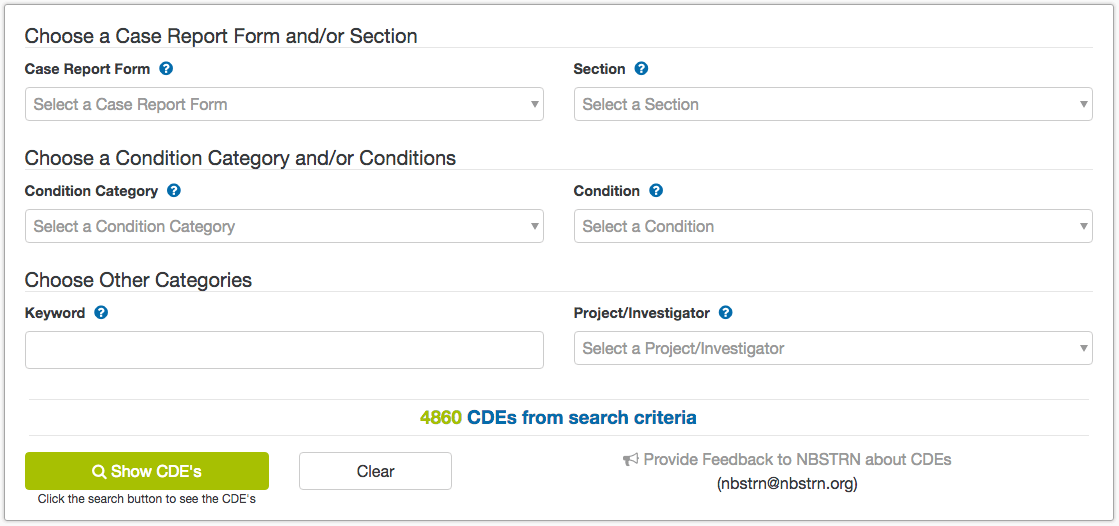 Choose a Case Report Form and/or Section
Case Report Form ?
Section ?
Select a Case Report Form
Select a Section
Choose a Condition Category and/or Conditions
Condition Category ?
Condition ?
Select a Condition Category
Select a Condition
Choose Other Categories
Keyword ?
Project/Investigator ?
Select a Project/Investigator
4860 CDEs from search criteria
Show CDE's
Clear
Provide Feedback to NBSTRN about CDEs
(nbstrn@nbstrn.org)
Click the search button to see the CDE's